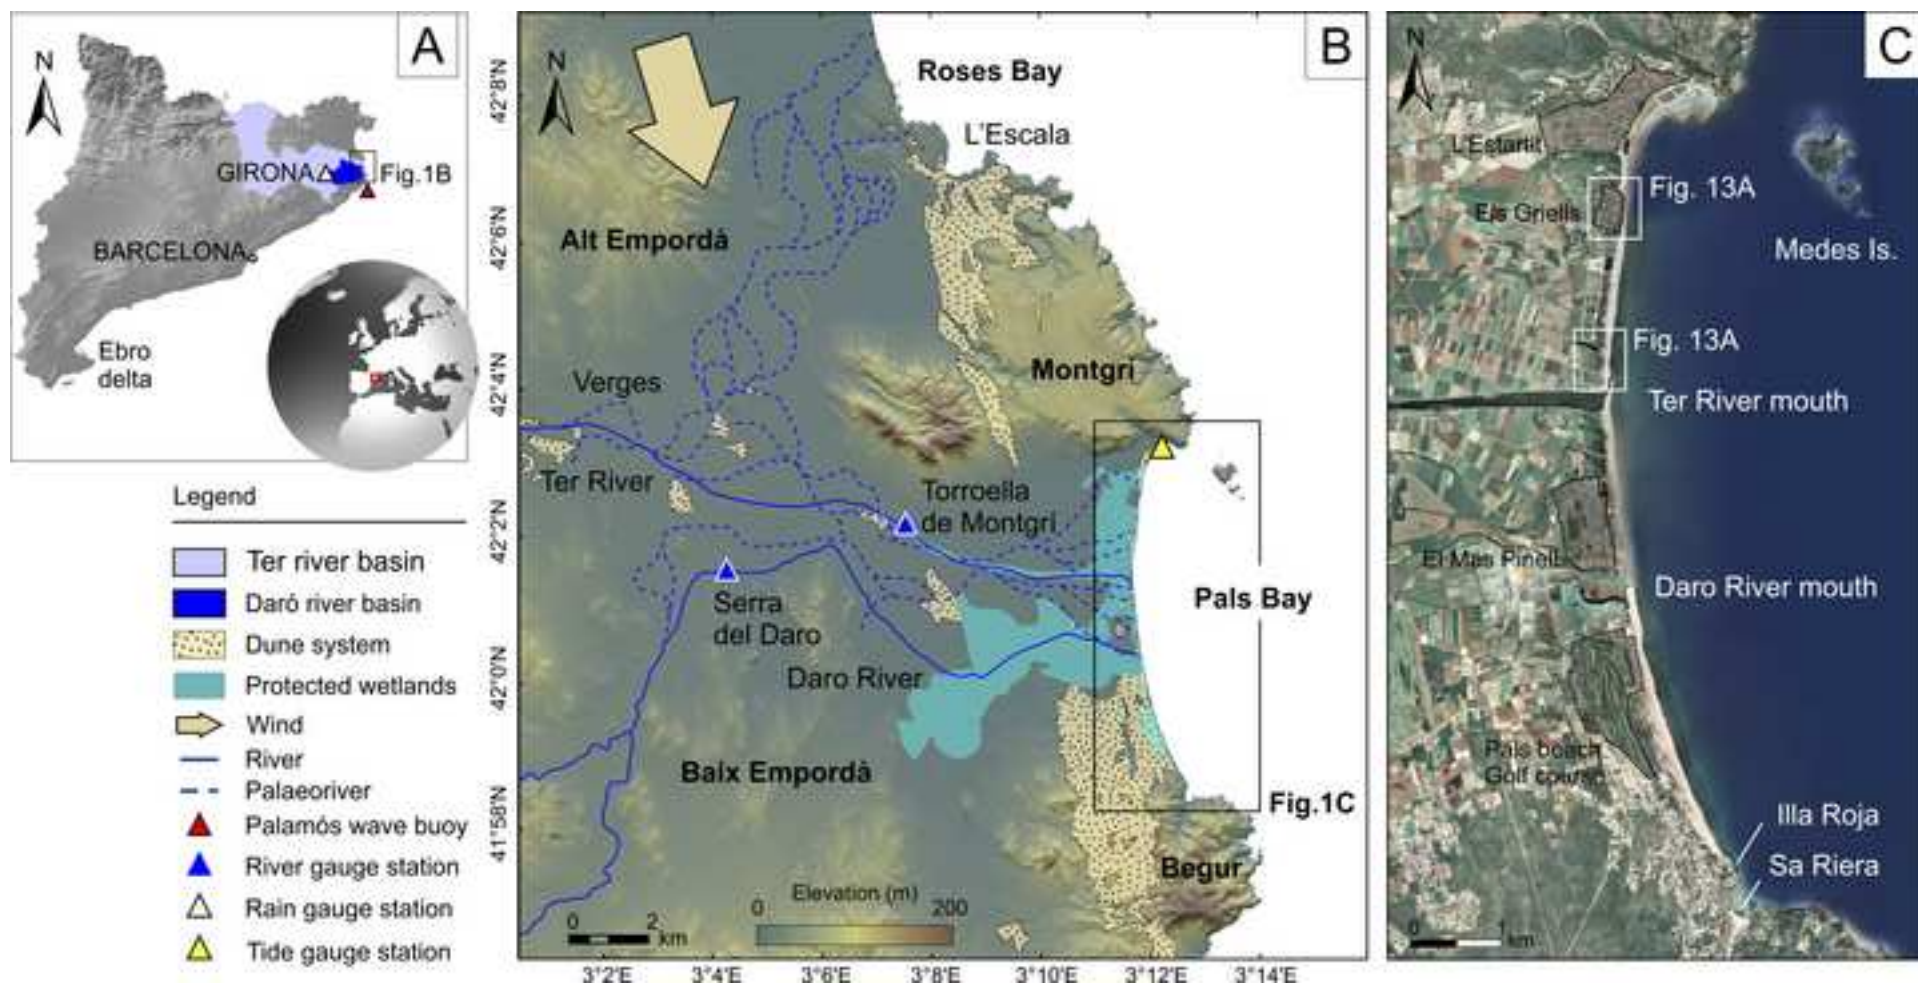 A
N
GIRONA
Fig.1B
BARCELONA
Ebro
delta
Legend
Ter river basin
Daró river basin
Dune system
Protected wetlands
Wind
River
Palaeoriver
Palamós wave buoy
River gauge station
Rain gauge station
Tide gauge station
B
N
Roses Bay
L'Escala
Alt Empordà
Montgrí
Verges
Ter River
Torroella
de Montgrí
Serra
del Daro
Daro River
Pals Bay
Baix Empordà
Fig.1C
Begur
Elevation (m)
0 200
0 2
km
42°8'N
42°6'N
42°4'N
42°2'N
42°0'N
41°58'N
3°2'E 3°4'E 3°6'E 3°8'E 3°10'E 3°12'E 3°14'E
C
N
L'Estartit
Fig. 13A
Els Griells
Medes Is.
Fig. 13A
Ter River mouth
El Mas Pinell
Daro River mouth
Pals beach
Golf course
Illa Roja
Sa Riera
0 1
km